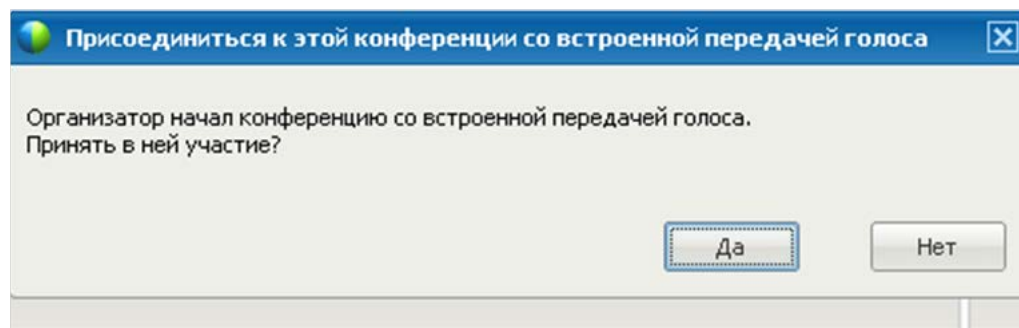 Присоединиться к этой конференции со встроенной передачей голоса
Организатор начал конференцию со встроенной передачей голоса.
Принять в ней участие?
Да
Нет